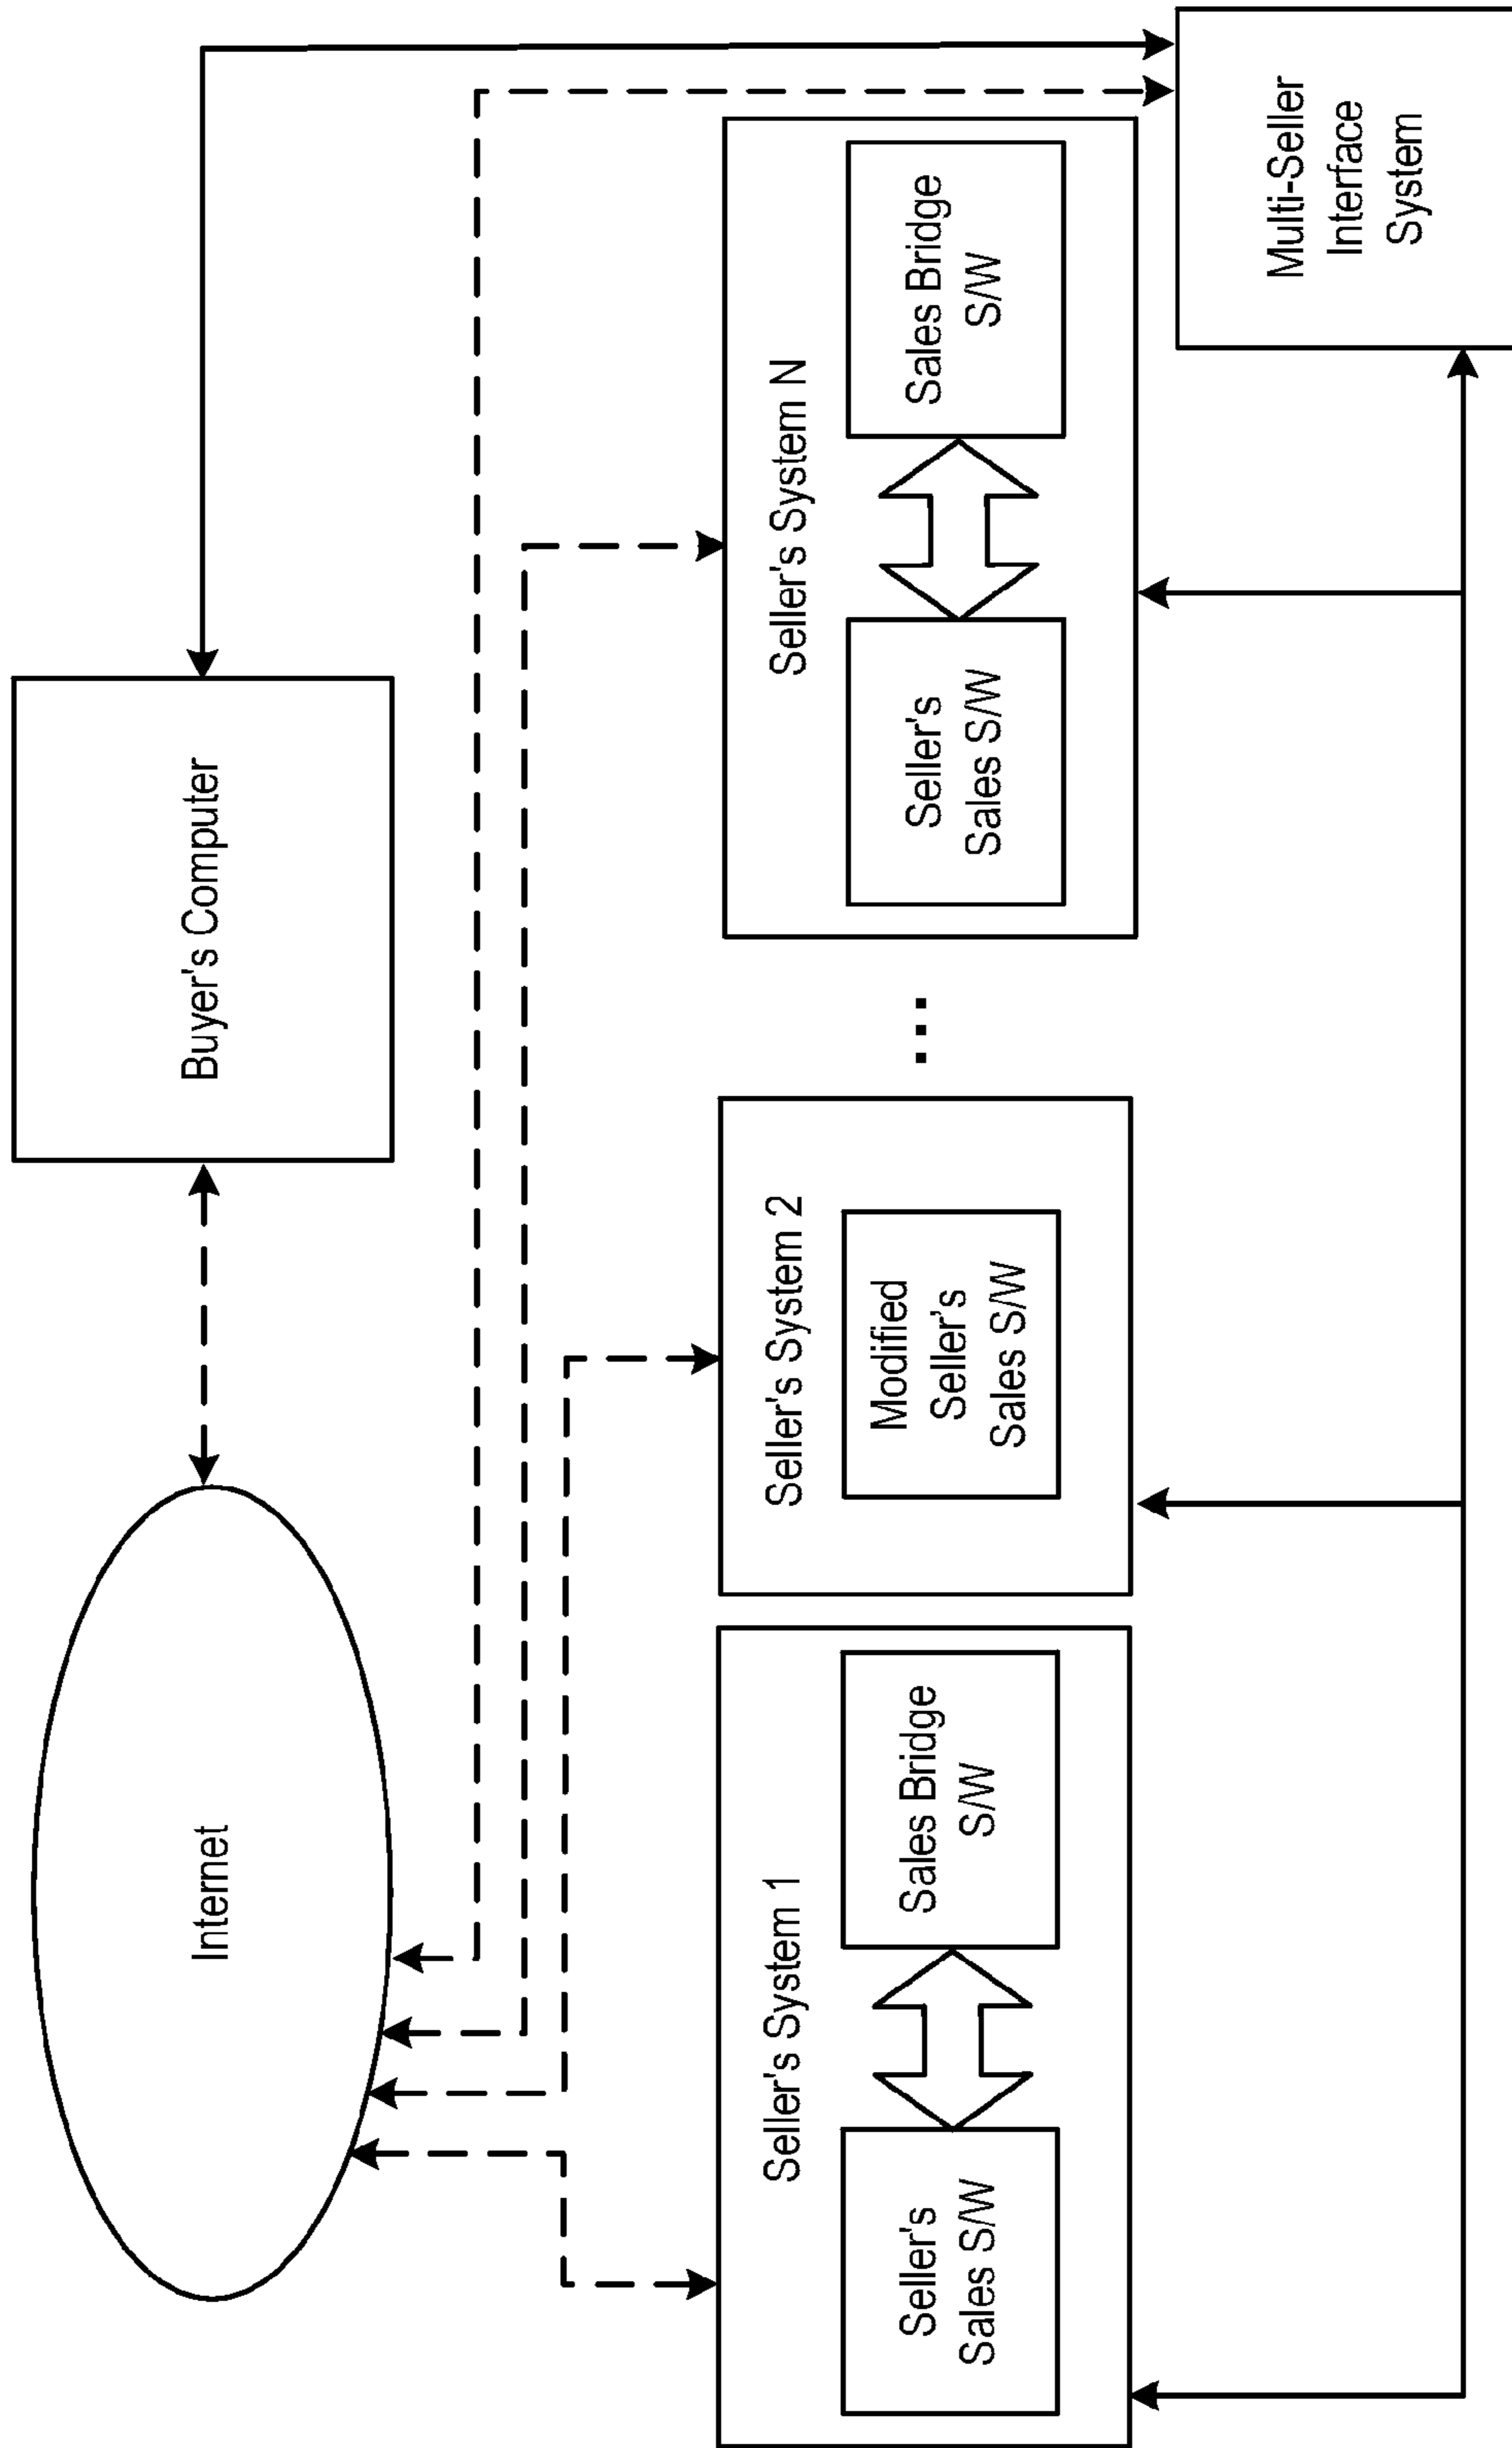 Internet
Buyer's Computer
Seller's System 1
Seller's
Sales S/W
Sales Bridge
S/W
Seller's System 2
Modified
Seller's
Sales S/W
...
Seller's System N
Seller's
Sales S/W
Sales Bridge
S/W
Multi-Seller
Interface
System